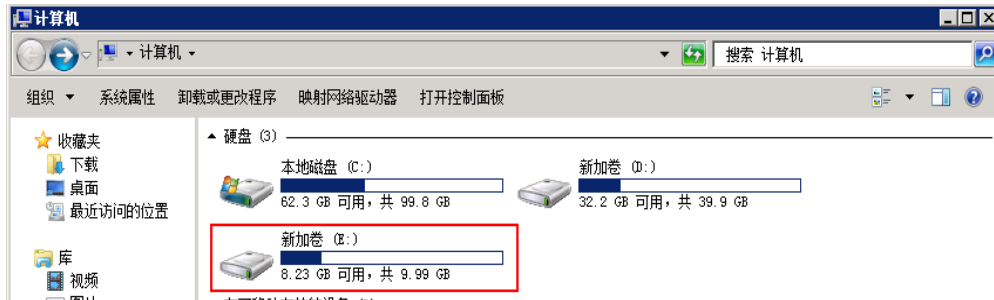 计算机
计算机
搜索 计算机
组织 系统属性 卸载或更改程序 映射网络驱动器 打开控制面板
收藏夹
下载
桌面
最近访问的位置
库
视频
硬盘 (3)
本地磁盘 (C:)
62.3 GB 可用，共 99.8 GB
新加卷 (D:)
32.2 GB 可用，共 39.9 GB
新加卷 (E:)
8.23 GB 可用，共 9.99 GB